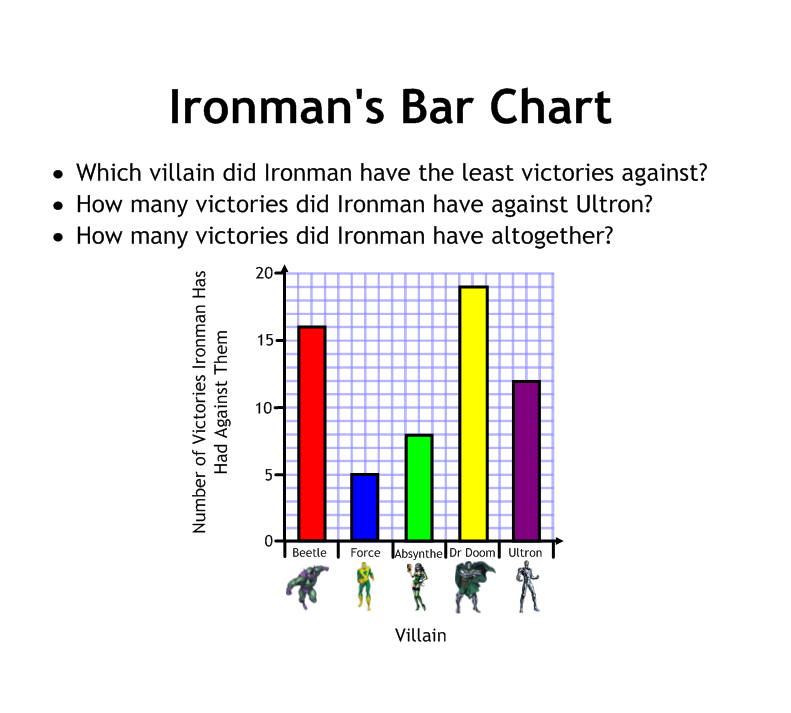 Ironman's Bar Chart
• Which villain did Ironman have the least victories against?
• How many victories did Ironman have against Ultron?
• How many victories did Ironman have altogether?
Number of Victories Ironman Has
Had Against Them
20
15
10
5
0
Beetle Force Absynthe Dr Doom Ultron
Villain